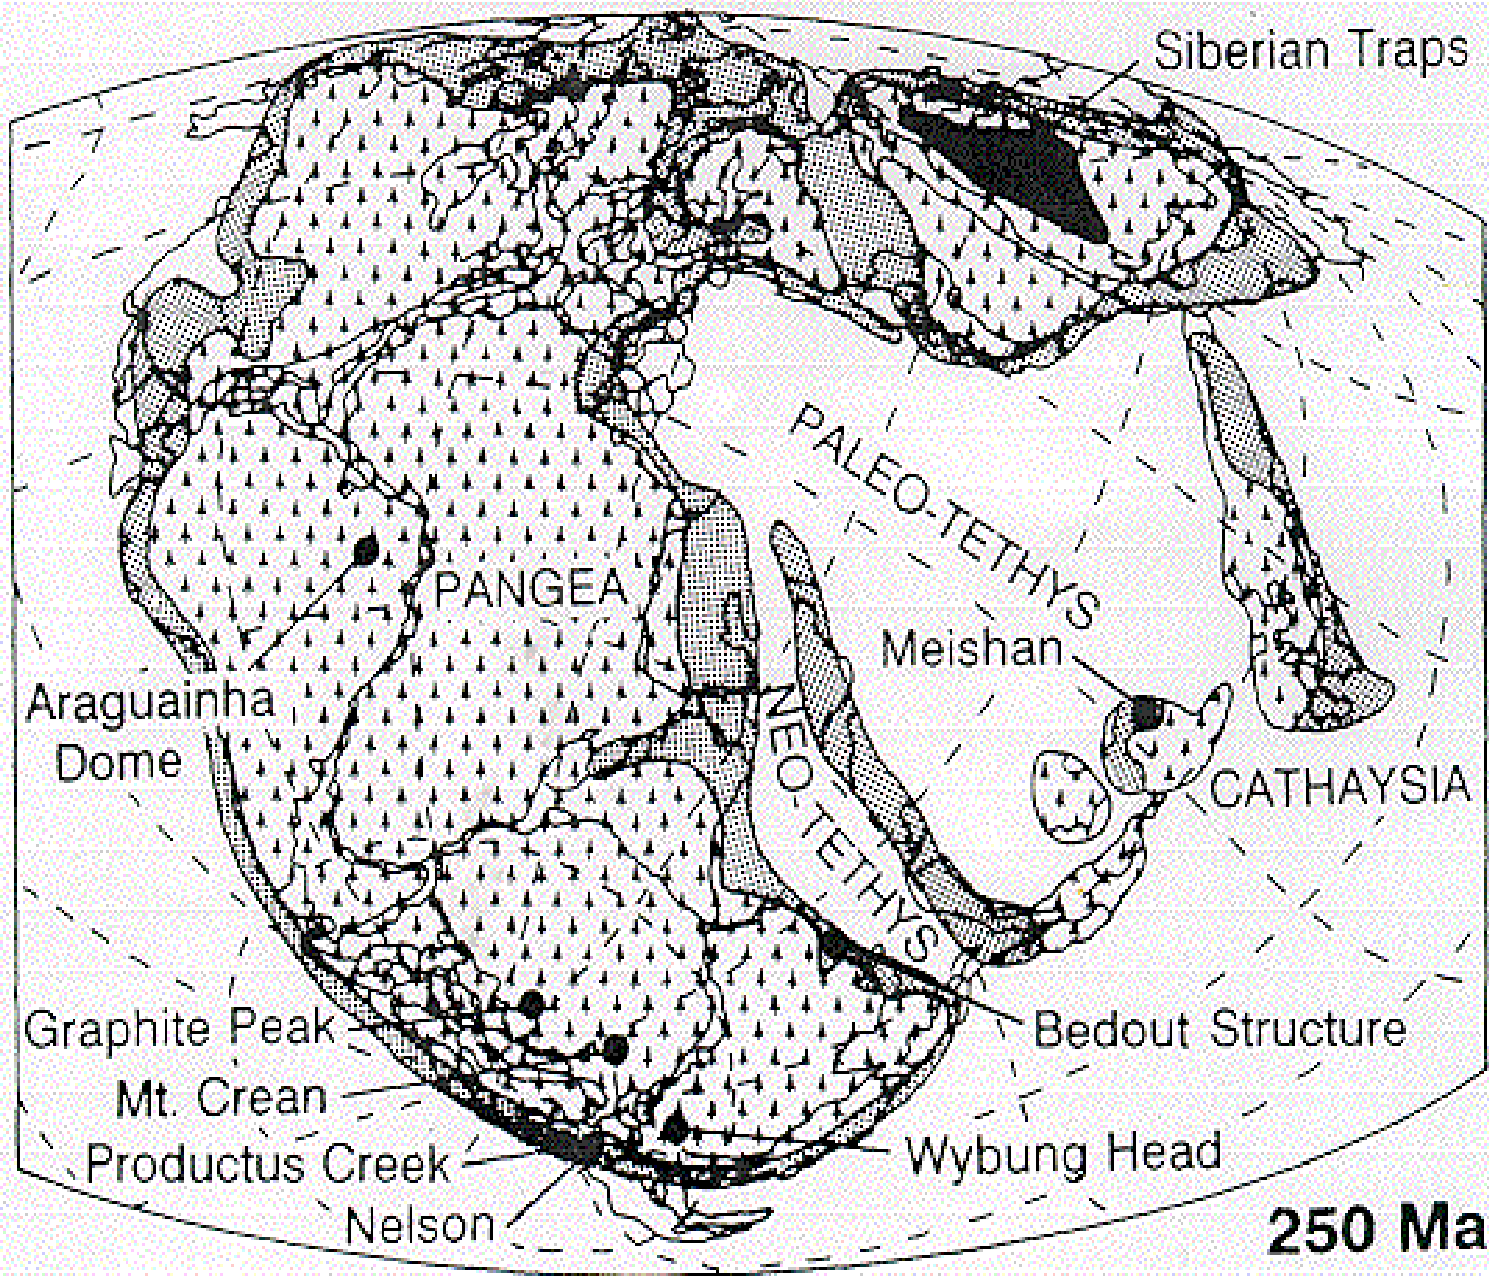 Siberian Traps
PALEO-TETHYS
PANGEA
Meishan
Araguainha
Dome
NEO-TETHYS
CATHAYSIA
Graphite Peak
Bedout Structure
Mt. Crean
Productus Creek
Wybung Head
Nelson
250 Ma